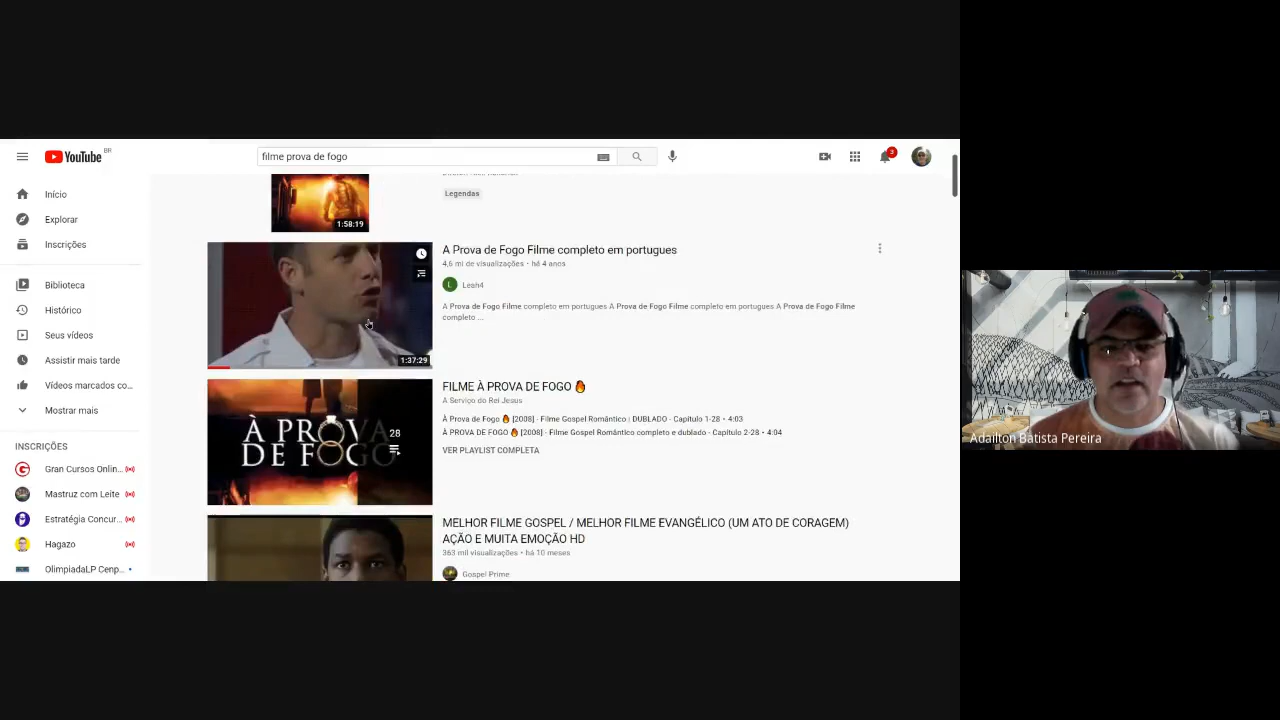 YouTube BR
filme prova de fogo
3
Início
Explorar
Inscrições
Biblioteca
Histórico
Seus vídeos
Assistir mais tarde
Vídeos marcados co...
Mostrar mais
INSCRIÇÕES
Gran Cursos Onlin...
Mastruz com Leite
Estratégia Concur...
Hagazo
OlimpiadaLP Cenp...
1:58:19
Legendas
1:37:29
A Prova de Fogo Filme completo em portugues
4,6 mi de visualizações • há 4 anos
L Leah4
A Prova de Fogo Filme completo em portugues A Prova de Fogo Filme completo em portugues A Prova de Fogo Filme
completo ...
À PROVA
DE FOGO
28
FILME À PROVA DE FOGO 🔥
A Serviço do Rei Jesus
À Prova de Fogo 🔥 [2008] - Filme Gospel Romântico | DUBLADO - Capítulo 1-28 • 4:03
À PROVA DE FOGO 🔥 [2008] - Filme Gospel Romântico completo e dublado - Capítulo 2-28 • 4:04
VER PLAYLIST COMPLETA
MELHOR FILME GOSPEL / MELHOR FILME EVANGÉLICO (UM ATO DE CORAGEM)
AÇÃO E MUITA EMOÇÃO HD
363 mil visualizações • há 10 meses
Gospel Prime
Adailton Batista Pereira